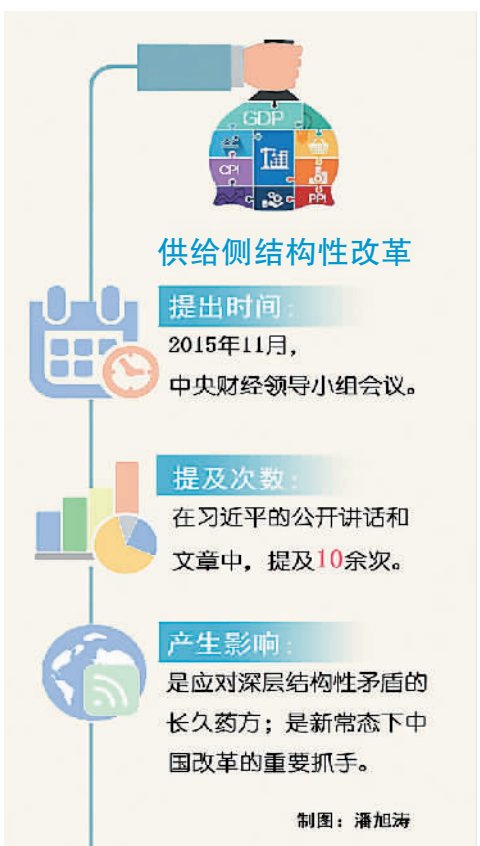 GDP
CPI
PPI
供给侧结构性改革
提出时间：
2015年11月，
中央财经领导小组会议。
提及次数：
在习近平的公开讲话和
文章中，提及10余次。
产生影响：
是应对深层结构性矛盾的
长久药方；是新常态下中
国改革的重要抓手。
制图：潘旭涛